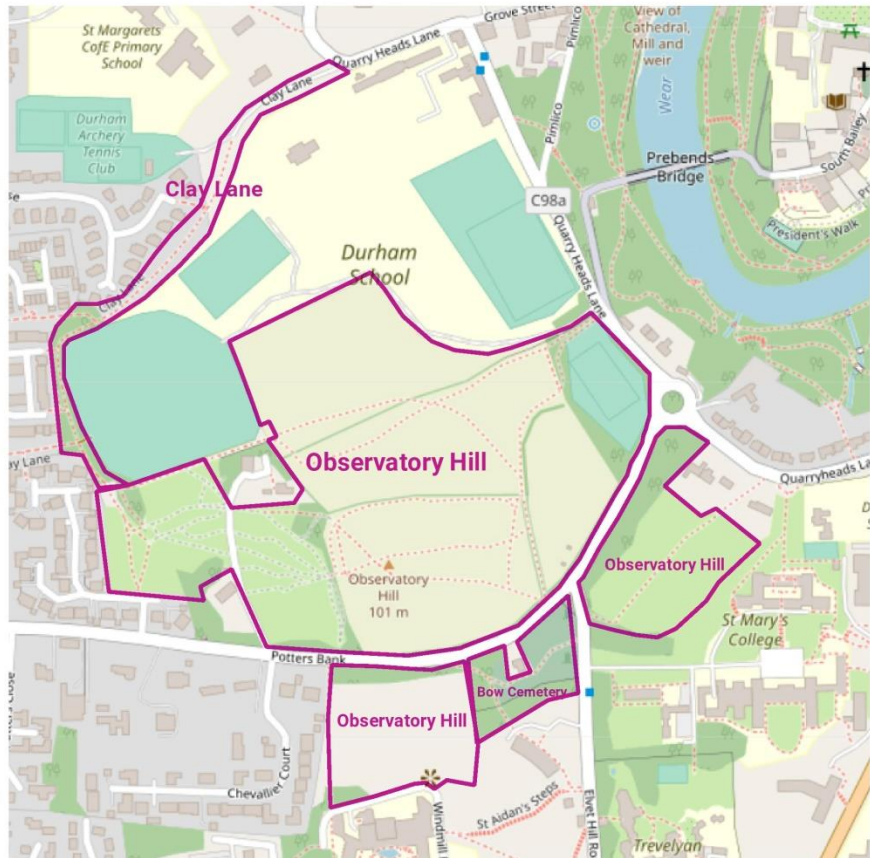 Grove Street
View of
Cathedral,
Mill and
weir
St Margarets
CofE Primary
School
Quarry Heads Lane
Pimlico
Pimlico
Clay Lane
Wear
Durham
Archery
Tennis
Club
South Bailey
Prebends
Bridge
Clay Lane
C98a
President's Walk
Durham
School
Quarry Heads Lane
Clay Lane
Observatory Hill
Quarryheads La
Observatory Hill
Observatory
Hill
101 m
St Mary's
College
Potters Bank
Bow Cemetery
Observatory Hill
Chevallier Court
St Aidan's Steps
Windmill
Elvet Hill Ro
Trevelyan